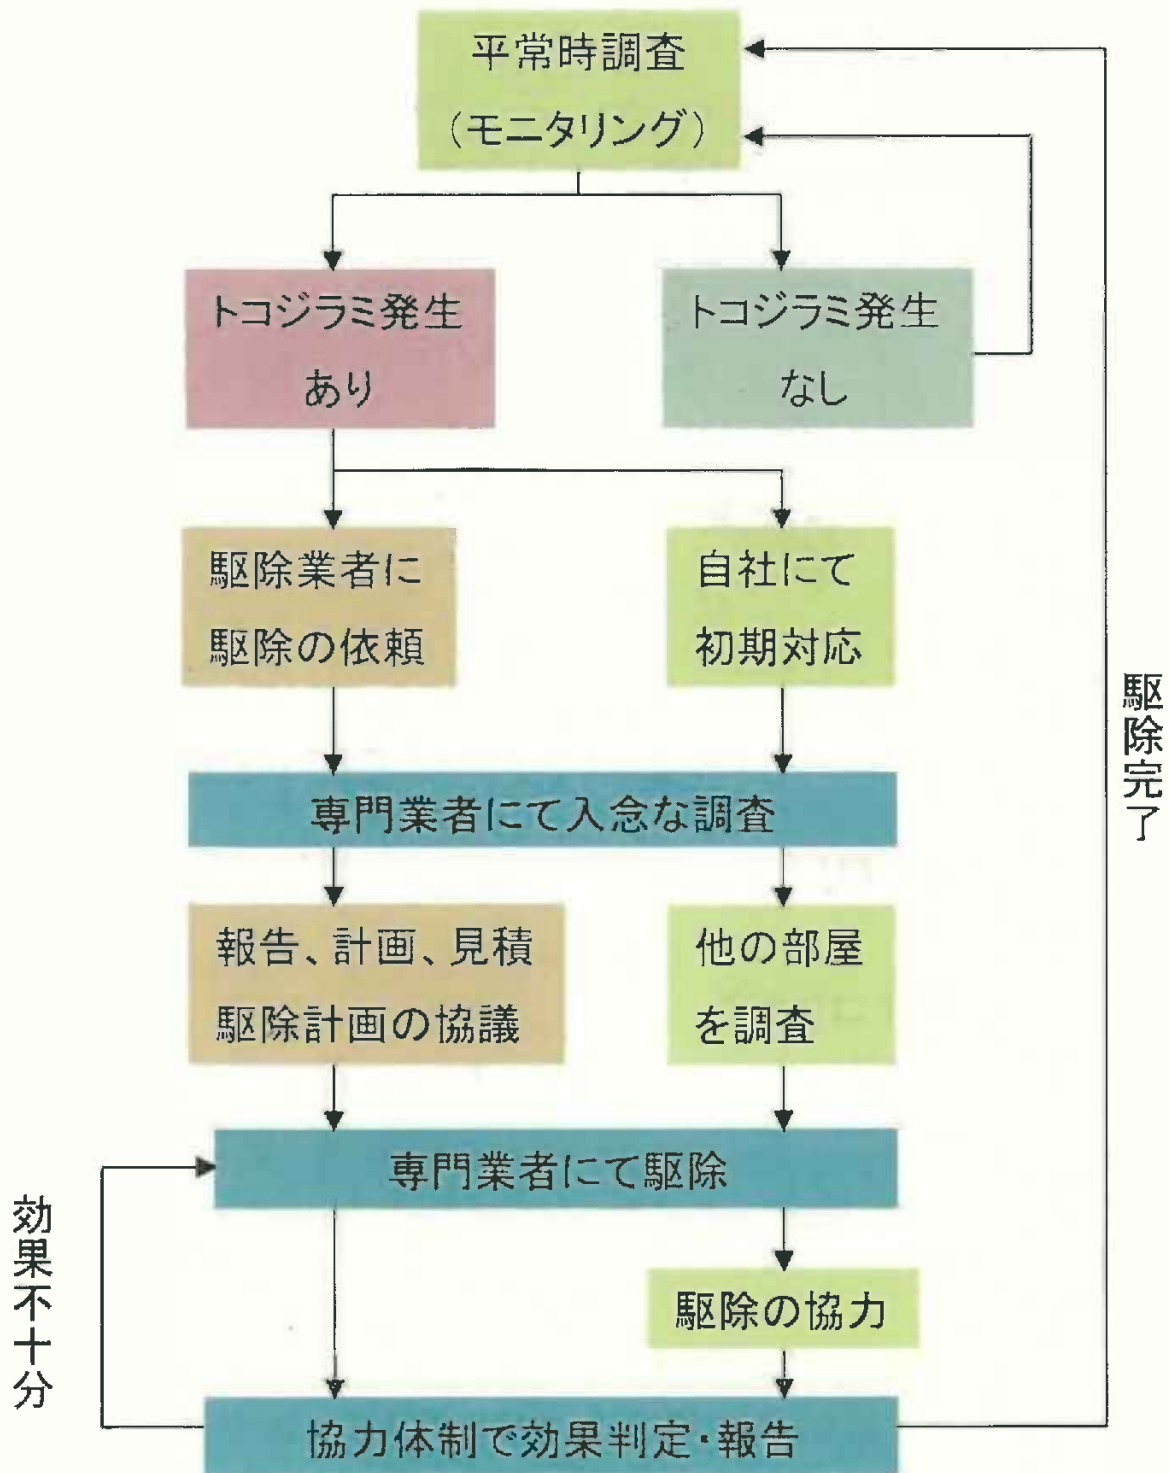 平常時調査
(モニタリング)
トコジラミ発生
あり
トコジラミ発生
なし
駆除業者に
駆除の依頼
自社にて
初期対応
専門業者にて入念な調査
報告、計画、見積
駆除計画の協議
他の部屋
を調査
専門業者にて駆除
駆除の協力
協力体制で効果判定・報告
効果不十分
駆除完了